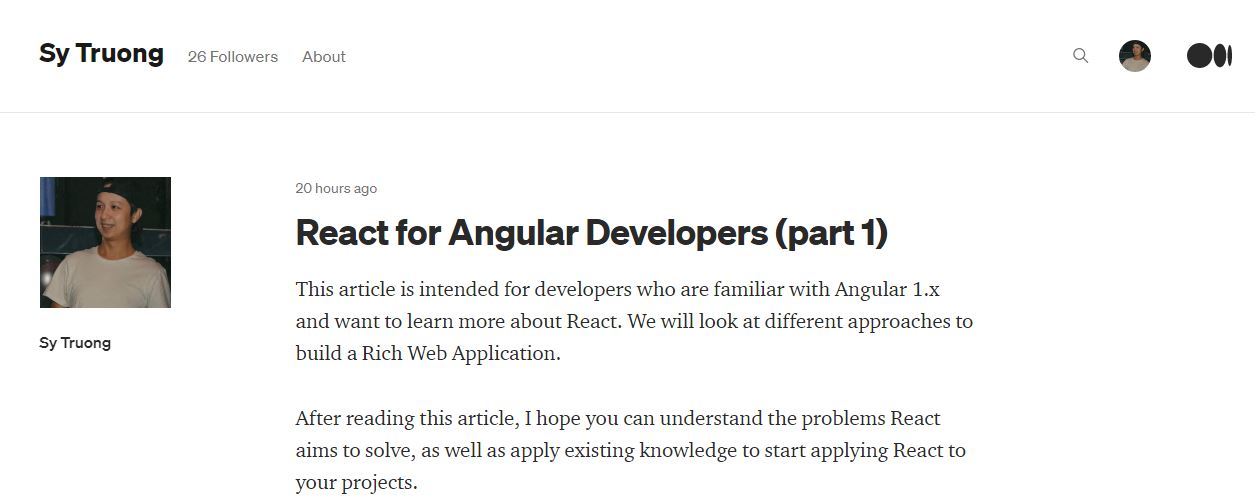 Sy Truong 26 Followers About
20 hours ago
React for Angular Developers (part 1)
This article is intended for developers who are familiar with Angular 1.x
and want to learn more about React. We will look at different approaches to
build a Rich Web Application.
Sy Truong
After reading this article, I hope you can understand the problems React
aims to solve, as well as apply existing knowledge to start applying React to
your projects.